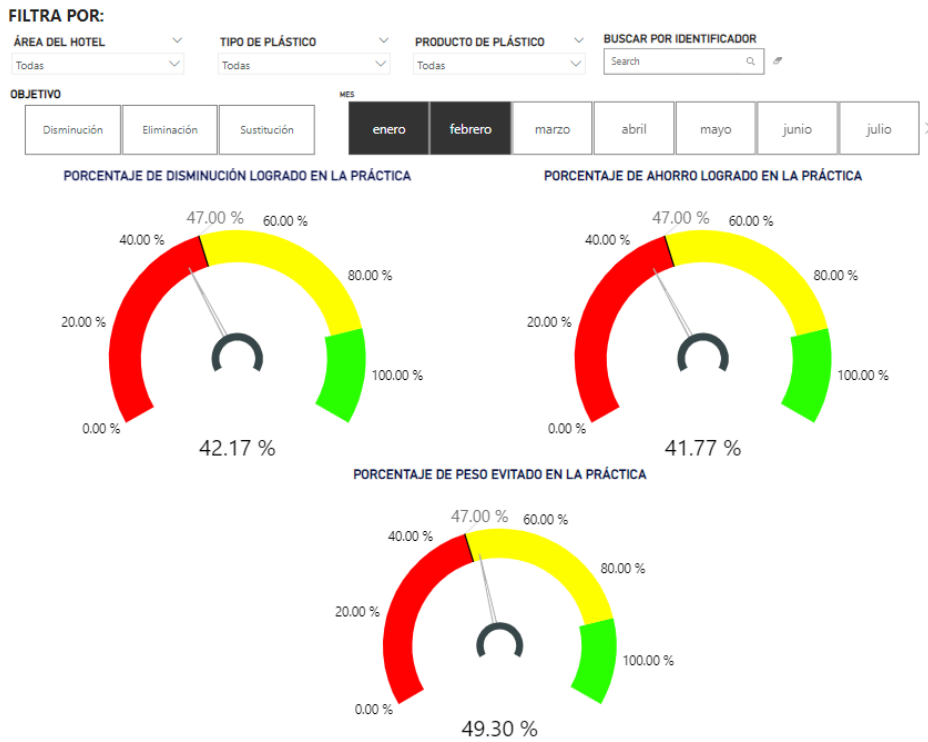 FILTRA POR:
ÁREA DEL HOTEL
Todas
TIPO DE PLÁSTICO
Todas
PRODUCTO DE PLÁSTICO
Todas
BUSCAR POR IDENTIFICADOR
Search
OBJETIVO
Disminución
Eliminación
Sustitución
MES
enero
febrero
marzo
abril
mayo
junio
julio
PORCENTAJE DE DISMINUCIÓN LOGRADO EN LA PRÁCTICA
0.00 %
20.00 %
40.00 %
47.00 %
60.00 %
80.00 %
100.00 %
42.17 %
PORCENTAJE DE AHORRO LOGRADO EN LA PRÁCTICA
0.00 %
20.00 %
40.00 %
47.00 %
60.00 %
80.00 %
100.00 %
41.77 %
PORCENTAJE DE PESO EVITADO EN LA PRÁCTICA
0.00 %
20.00 %
40.00 %
47.00 %
60.00 %
80.00 %
100.00 %
49.30 %